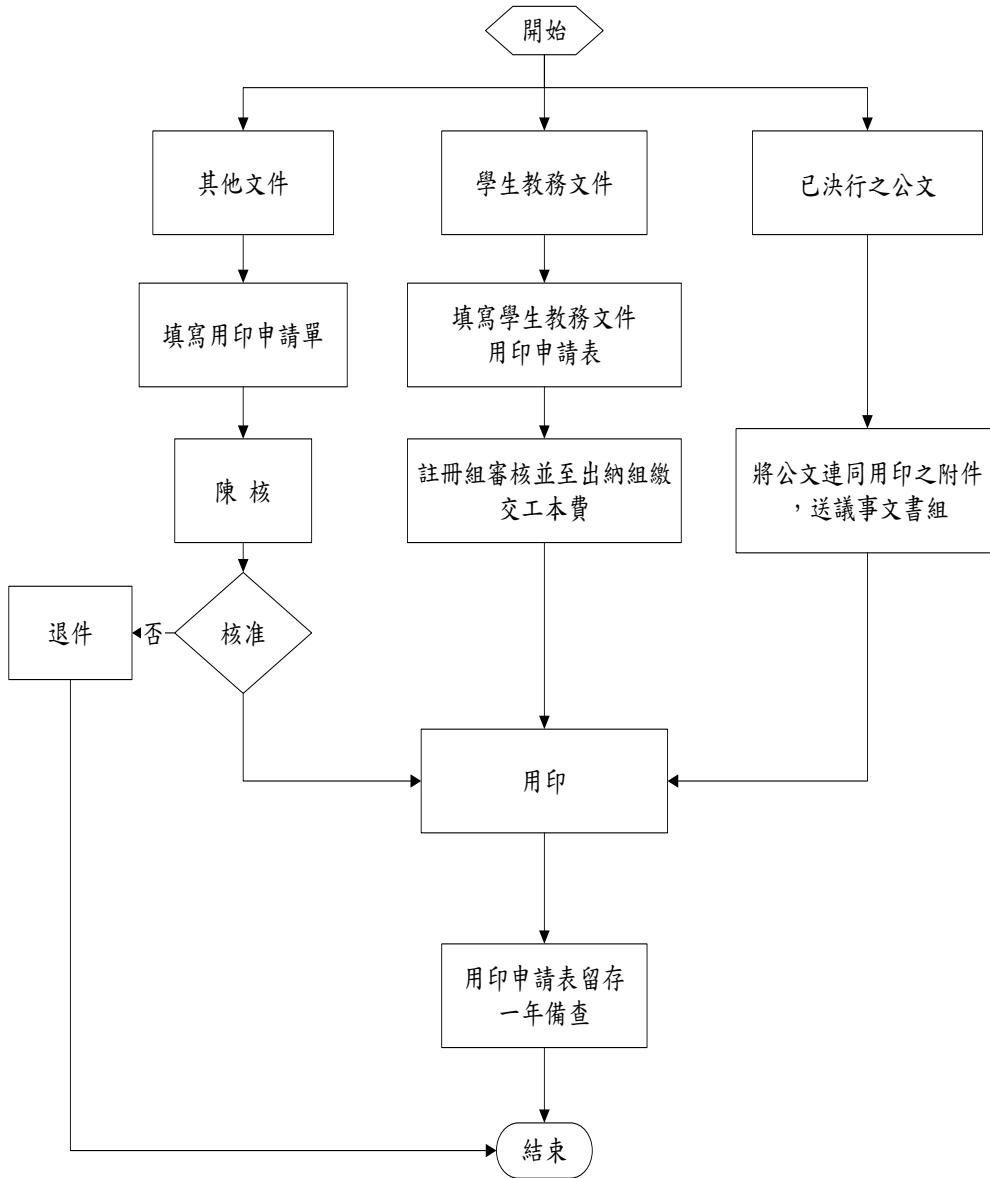 開始
其他文件
學生教務文件
已決行之公文
填寫用印申請單
填寫學生教務文件
用印申請表
陳 核
註冊組審核並至出納組繳
交工本費
將公文連同用印之附件
，送議事文書組
退件
否
核准
用印
用印申請表留存
一年備查
結束